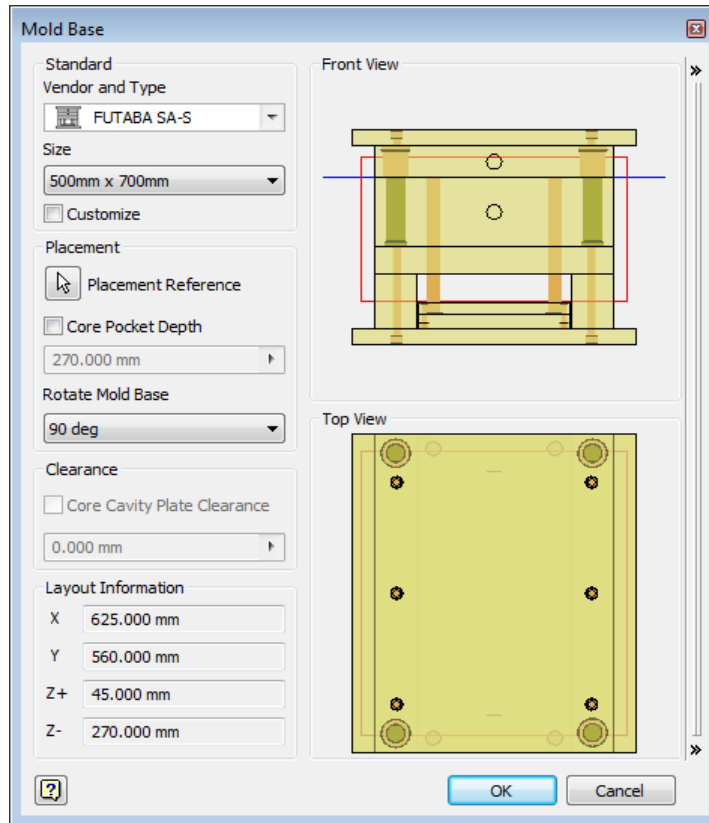 Mold Base
Standard
Vendor and Type
FUTABA SA-S
Size
500mm x 700mm
Customize
Placement
Placement Reference
Core Pocket Depth
270.000 mm
Rotate Mold Base
90 deg
Clearance
Core Cavity Plate Clearance
0.000 mm
Layout Information
X 625.000 mm
Y 560.000 mm
Z+ 45.000 mm
Z- 270.000 mm
Front View
Top View
OK Cancel